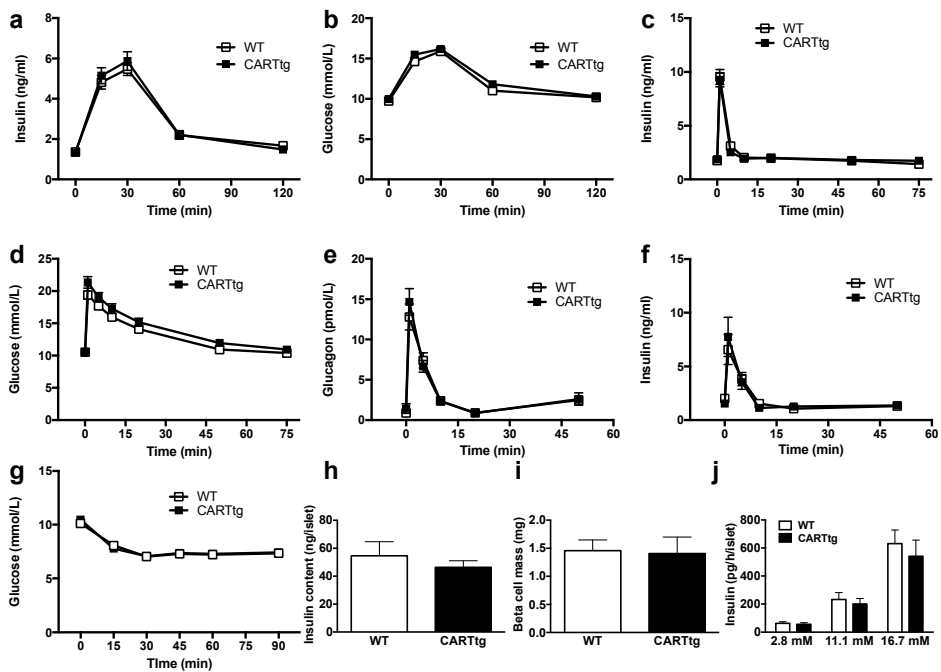 a
8
6
4
2
0
Insulin (ng/ml)
WT
CARTtg
0 30 60 90 120
Time (min)
b
20
15
10
5
0
Glucose (mmol/L)
WT
CARTtg
0 30 60 90 120
Time (min)
c
15
10
5
0
Insulin (ng/ml)
WT
CARTtg
0 15 30 45 60 75
Time (min)
d
25
20
15
10
5
0
Glucose (mmol/L)
WT
CARTtg
0 15 30 45 60 75
Time (min)
e
20
15
10
5
0
Glucagon (pmol/L)
WT
CARTtg
0 15 30 45 60
Time (min)
f
15
10
5
0
Insulin (ng/ml)
WT
CARTtg
0 10 20 30 40 50 60
Time (min)
g
15
10
5
0
Glucose (mmol/L)
WT
CARTtg
0 15 30 45 60 75 90
TIme (min)
h
80
60
40
20
0
Insulin content (ng/islet)
WT CARTtg
i
2.0
1.5
1.0
0.5
0.0
Beta cell mass (mg)
WT CARTtg
j
800
600
400
200
0
Insulin (pg/h/islet)
WT
CARTtg
2.8 mM 11.1 mM 16.7 mM